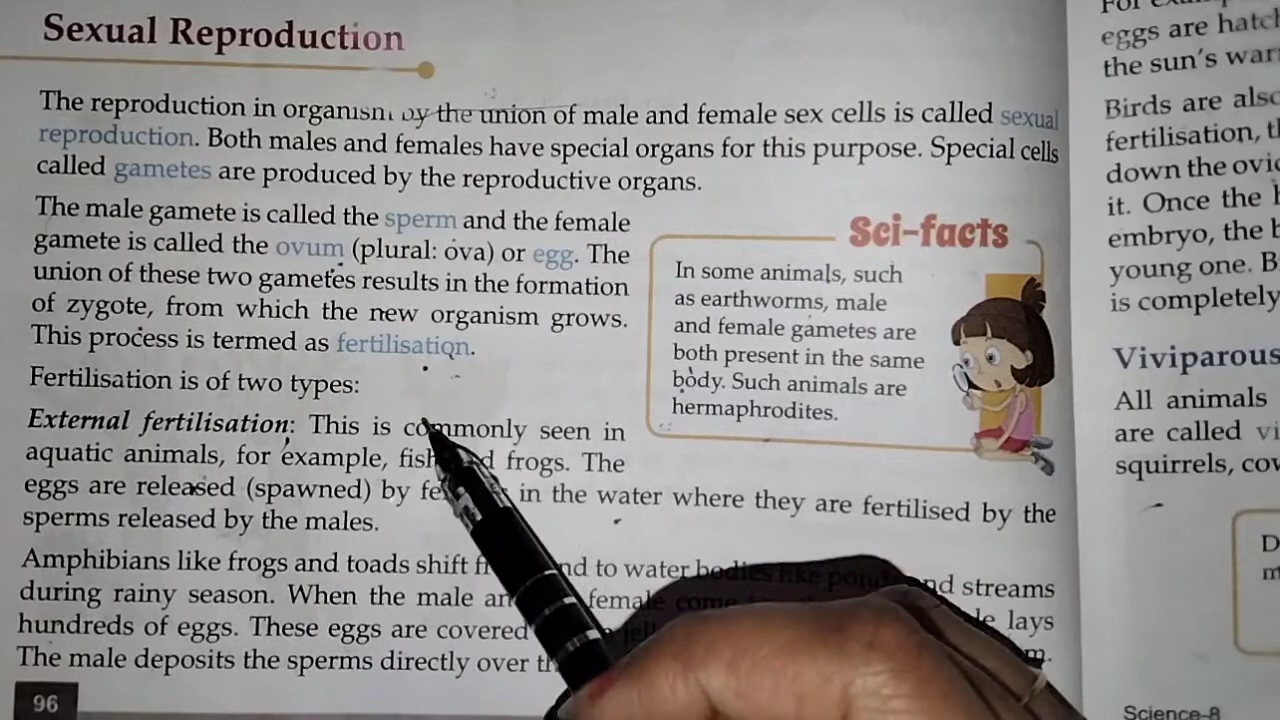 Sexual Reproduction
The reproduction in organism by the union of male and female sex cells is called sexual
reproduction. Both males and females have special organs for this purpose. Special cells
called gametes are produced by the reproductive organs.
The male gamete is called the sperm and the female
gamete is called the ovum (plural: ova) or egg. The
union of these two gametes results in the formation
of zygote, from which the new organism grows.
This process is termed as fertilisation.
Fertilisation is of two types:
External fertilisation: This is commonly seen in
aquatic animals, for example, fish and frogs. The
eggs are released (spawned) by in the water where they are fertilised by the
sperms released by the males.
Amphibians like frogs and toads shift to water bodies like and streams
during rainy season. When the male female come lays
hundreds of eggs. These eggs are covered
The male deposits the sperms directly over
96
Sci-facts
In some animals, such
as earthworms, male
and female gametes are
both present in the same
body. Such animals are
hermaphrodites.
eggs are
the sun's
Birds are
fertilisation,
down the
it. Once the
embryo, the
young one.
is completely
Viviparous
All animals
are called
squirrels,
Science-8